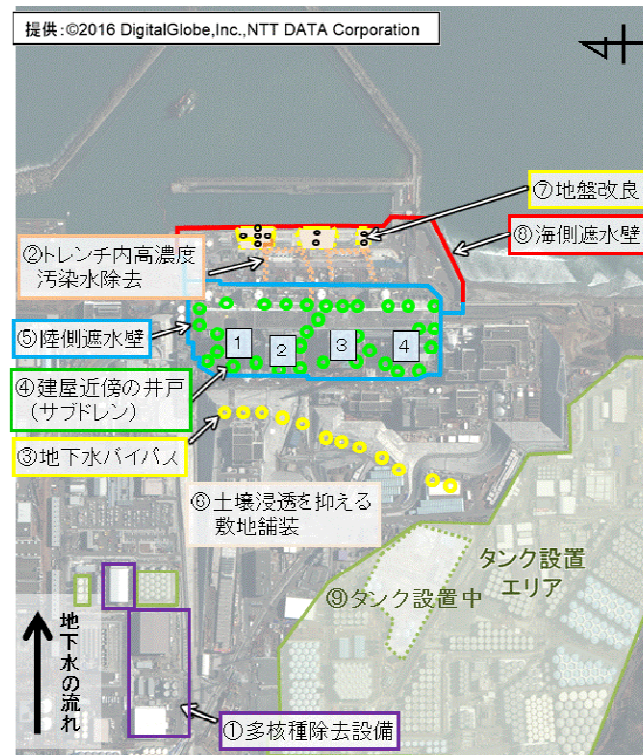 提供:©2016 DigitalGlobe,Inc.,NTT DATA Corporation
⑦地盤改良
⑧海側遮水壁
②トレンチ内高濃度
汚染水除去
⑤陸側遮水壁
1
2
3
4
④建屋近傍の井戸
(サブドレン)
③地下水バイパス
⑥土壌浸透を抑える
敷地舗装
タンク設置
エリア
⑨タンク設置中
地下水の流れ
①多核種除去設備